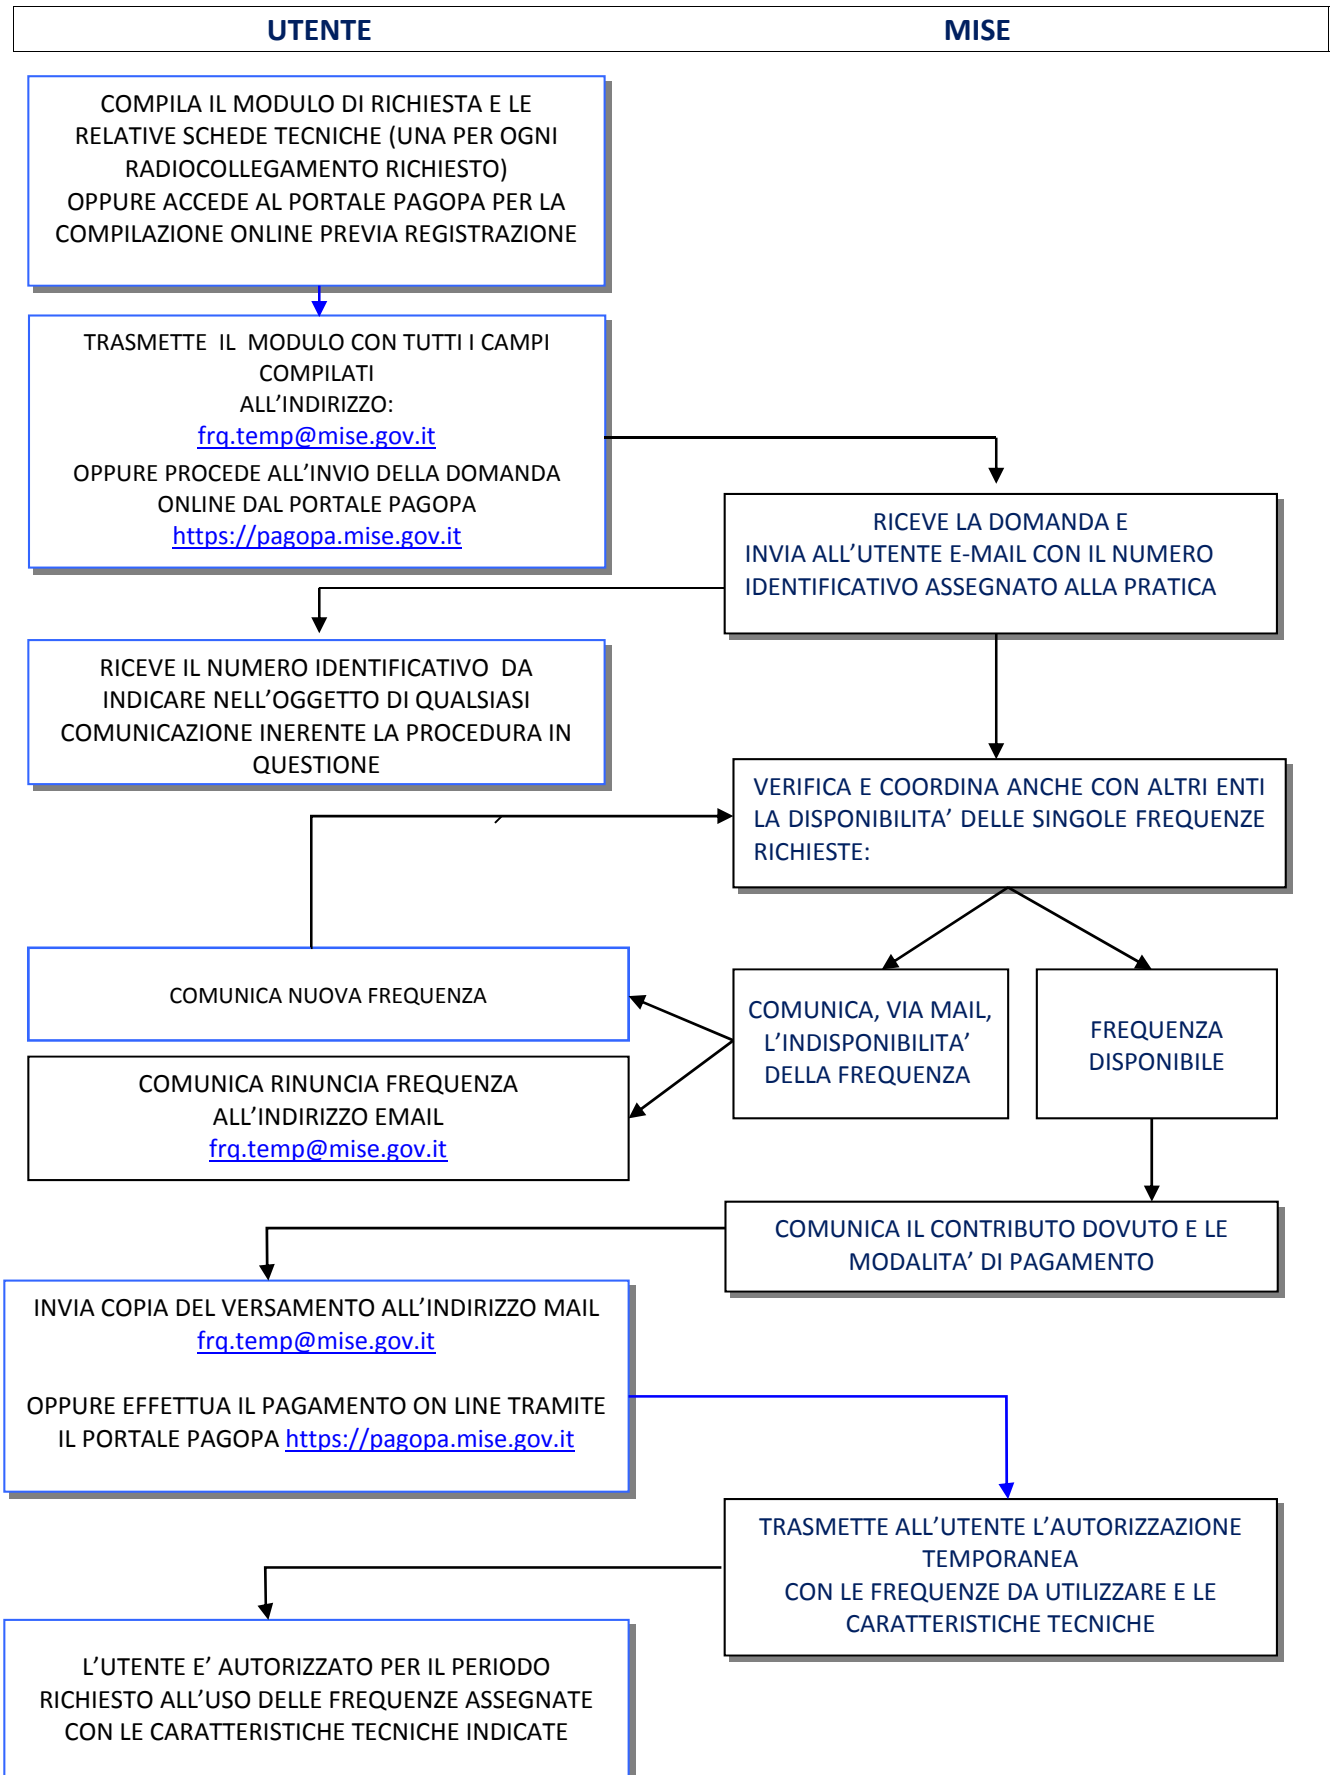 UTENTE
MISE
COMPILA IL MODULO DI RICHIESTA E LE
RELATIVE SCHEDE TECNICHE (UNA PER OGNI
RADIOCOLLEGAMENTO RICHIESTO)
OPPURE ACCEDE AL PORTALE PAGOPA PER LA
COMPILAZIONE ONLINE PREVIA REGISTRAZIONE
TRASMETTE IL MODULO CON TUTTI I CAMPI
COMPILATI
ALL’INDIRIZZO:
frq.temp@mise.gov.it
OPPURE PROCEDE ALL’INVIO DELLA DOMANDA
ONLINE DAL PORTALE PAGOPA
https://pagopa.mise.gov.it
RICEVE LA DOMANDA E
INVIA ALL’UTENTE E-MAIL CON IL NUMERO
IDENTIFICATIVO ASSEGNATO ALLA PRATICA
RICEVE IL NUMERO IDENTIFICATIVO DA
INDICARE NELL’OGGETTO DI QUALSIASI
COMUNICAZIONE INERENTE LA PROCEDURA IN
QUESTIONE
VERIFICA E COORDINA ANCHE CON ALTRI ENTI
LA DISPONIBILITA’ DELLE SINGOLE FREQUENZE
RICHIESTE:
COMUNICA NUOVA FREQUENZA
COMUNICA, VIA MAIL,
L’INDISPONIBILITA’
DELLA FREQUENZA
FREQUENZA
DISPONIBILE
COMUNICA RINUNCIA FREQUENZA
ALL’INDIRIZZO EMAIL
frq.temp@mise.gov.it
COMUNICA IL CONTRIBUTO DOVUTO E LE
MODALITA’ DI PAGAMENTO
INVIA COPIA DEL VERSAMENTO ALL’INDIRIZZO MAIL
frq.temp@mise.gov.it
OPPURE EFFETTUA IL PAGAMENTO ON LINE TRAMITE
IL PORTALE PAGOPA https://pagopa.mise.gov.it
TRASMETTE ALL’UTENTE L’AUTORIZZAZIONE
TEMPORANEA
CON LE FREQUENZE DA UTILIZZARE E LE
CARATTERISTICHE TECNICHE
L’UTENTE E’ AUTORIZZATO PER IL PERIODO
RICHIESTO ALL’USO DELLE FREQUENZE ASSEGNATE
CON LE CARATTERISTICHE TECNICHE INDICATE